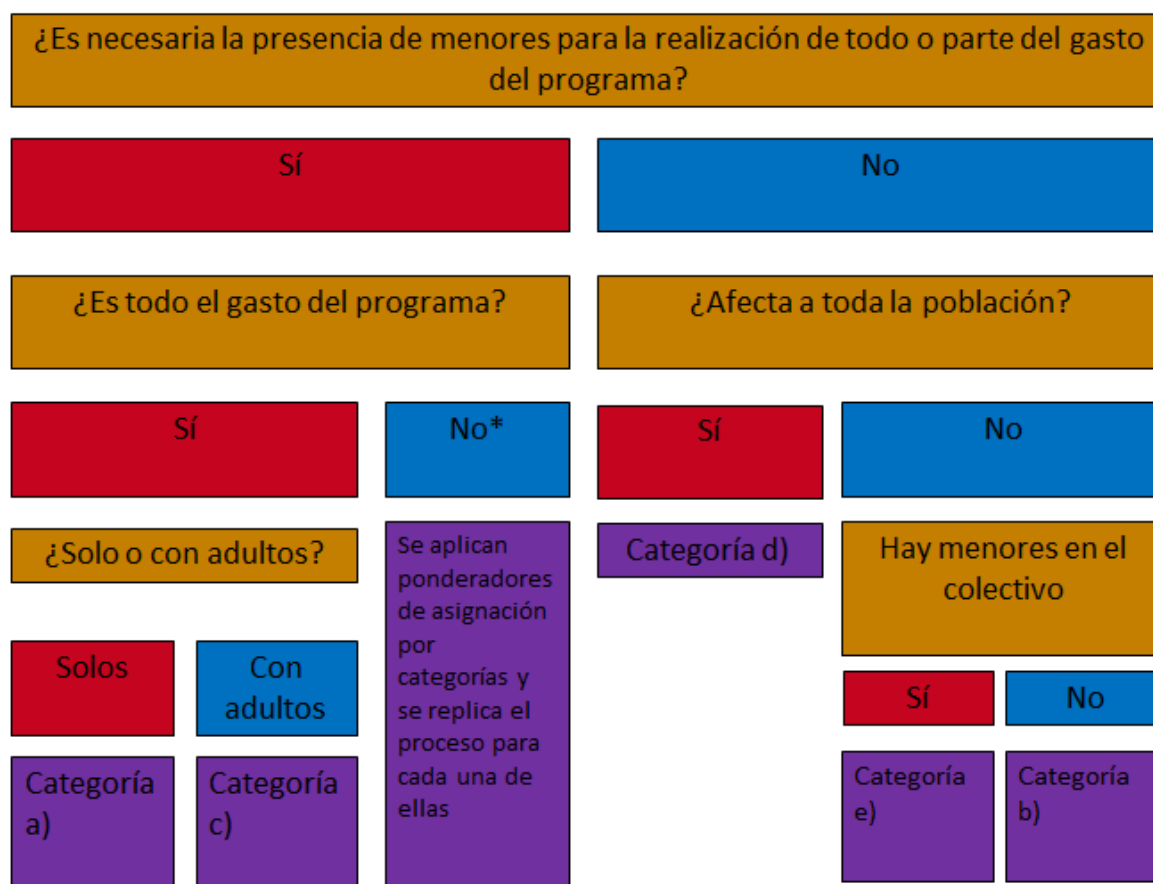 ¿Es necesaria la presencia de menores para la realización de todo o parte del gasto
del programa?
Sí
No
¿Es todo el gasto del programa?
¿Afecta a toda la población?
Sí
No*
Sí
No
¿Solo o con adultos?
Se aplican
ponderadores
de asignación
por
categorías y
se replica el
proceso para
cada una de
ellas
Categoría d)
Hay menores en el
colectivo
Solos
Con
adultos
Sí
No
Categoría
a)
Categoría
c)
Categoría
e)
Categoría
b)